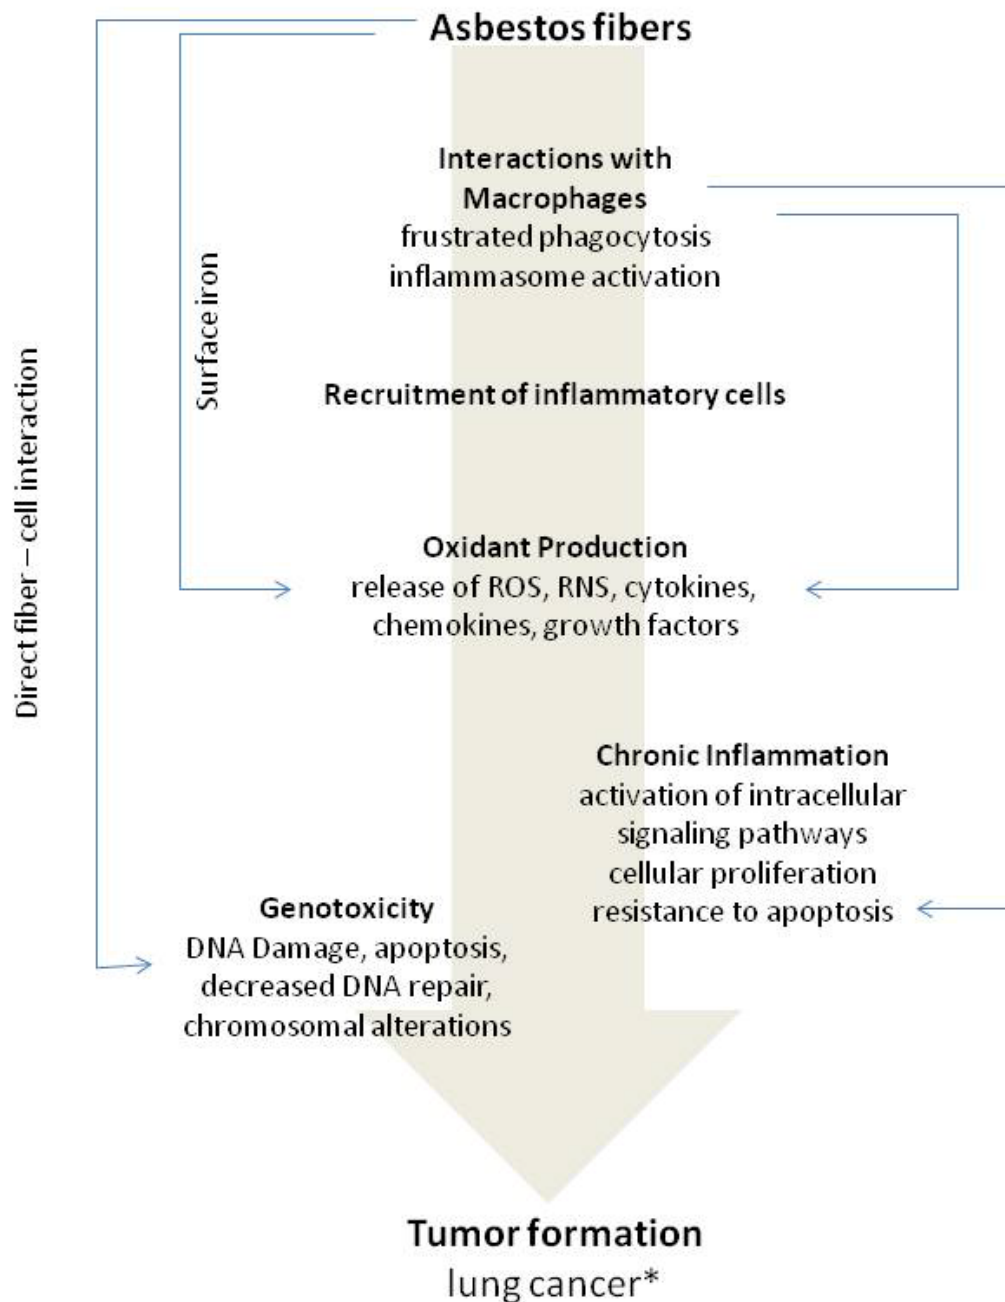 Asbestos fibers
Interactions with
Macrophages
frustrated phagocytosis
inflammasome activation
Surface iron
Direct fiber – cell interaction
Recruitment of inflammatory cells
Oxidant Production
release of ROS, RNS, cytokines,
chemokines, growth factors
Chronic Inflammation
activation of intracellular
signaling pathways
cellular proliferation
resistance to apoptosis
Genotoxicity
DNA Damage, apoptosis,
decreased DNA repair,
chromosomal alterations
Tumor formation
lung cancer*